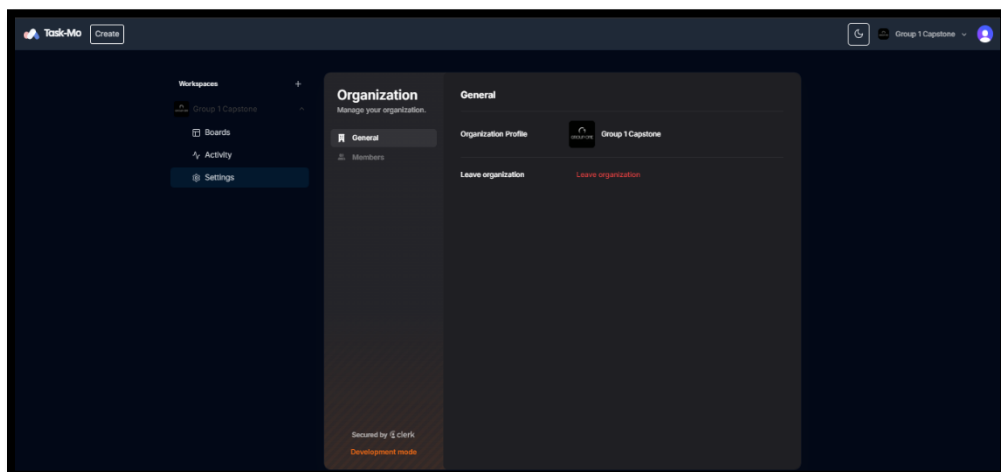 Task-Mo
Create
Group 1 Capstone
Workspaces
+
Group 1 Capstone
Boards
Activity
Settings
Organization
Manage your organization.
General
Members
Secured by clerk
Development mode
General
Organization Profile
Group 1 Capstone
Leave organization
Leave organization